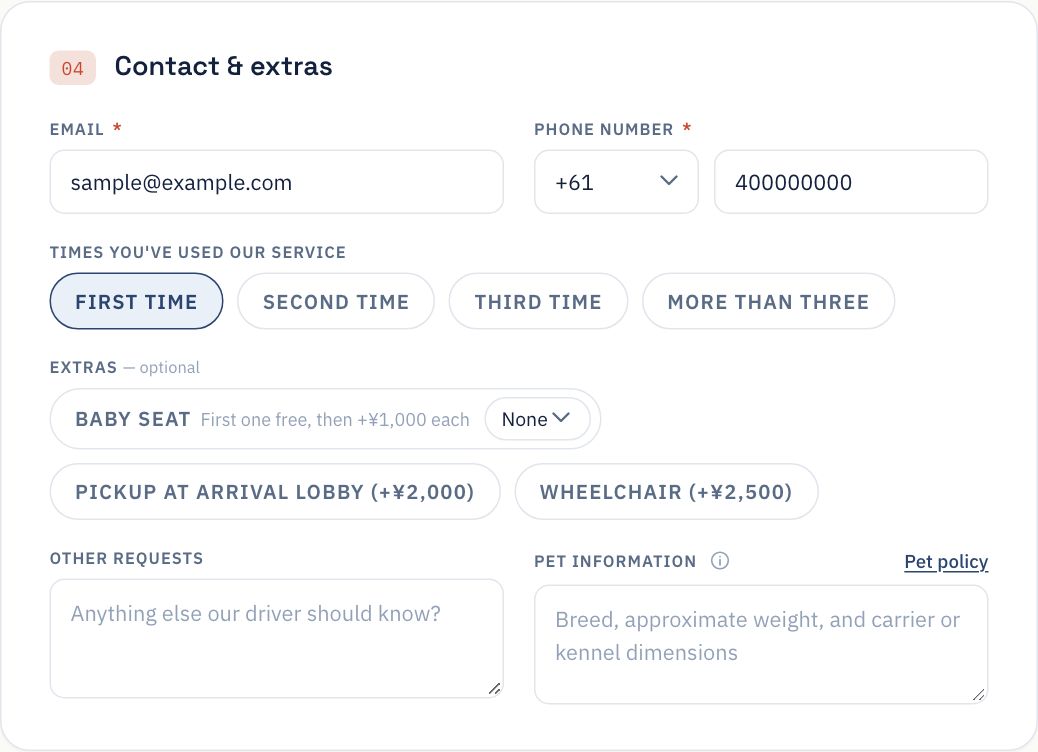 04 Contact & extras
EMAIL * PHONE NUMBER *
sample@example.com +61 400000000
TIMES YOU'VE USED OUR SERVICE
FIRST TIME SECOND TIME THIRD TIME MORE THAN THREE
EXTRAS — optional
BABY SEAT First one free, then +¥1,000 each None
PICKUP AT ARRIVAL LOBBY (+¥2,000) WHEELCHAIR (+¥2,500)
OTHER REQUESTS
Anything else our driver should know?
PET INFORMATION Pet policy
Breed, approximate weight, and carrier or
kennel dimensions